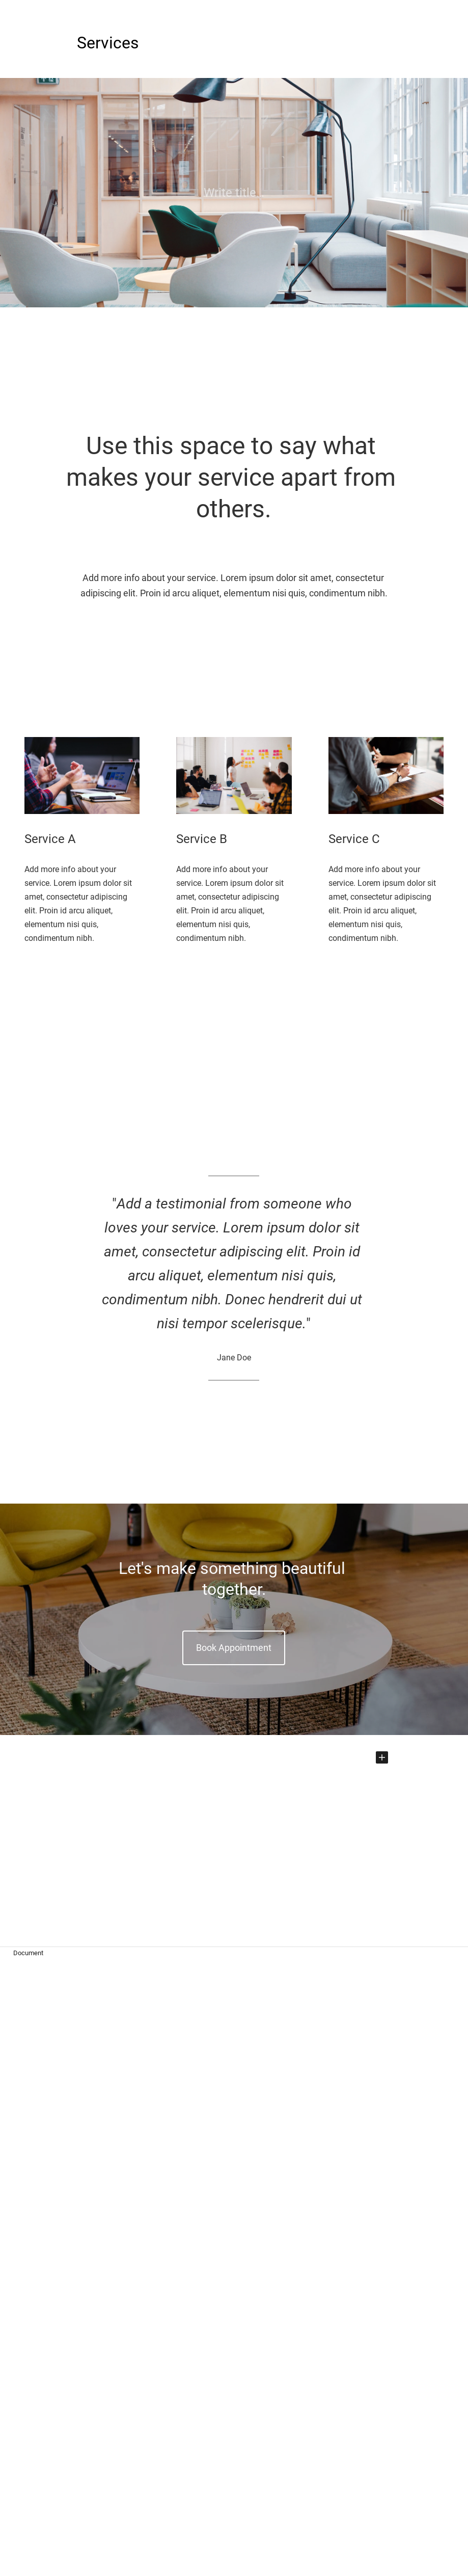 Services
Write title...
Use this space to say what
makes your service apart from
others.
Add more info about your service. Lorem ipsum dolor sit amet, consectetur
adipiscing elit. Proin id arcu aliquet, elementum nisi quis, condimentum nibh.
Service A
Add more info about your
service. Lorem ipsum dolor sit
amet, consectetur adipiscing
elit. Proin id arcu aliquet,
elementum nisi quis,
condimentum nibh.
Service B
Add more info about your
service. Lorem ipsum dolor sit
amet, consectetur adipiscing
elit. Proin id arcu aliquet,
elementum nisi quis,
condimentum nibh.
Service C
Add more info about your
service. Lorem ipsum dolor sit
amet, consectetur adipiscing
elit. Proin id arcu aliquet,
elementum nisi quis,
condimentum nibh.
"Add a testimonial from someone who
loves your service. Lorem ipsum dolor sit
amet, consectetur adipiscing elit. Proin id
arcu aliquet, elementum nisi quis,
condimentum nibh. Donec hendrerit dui ut
nisi tempor scelerisque."
Jane Doe
Let's make something beautiful
together.
Book Appointment
Document